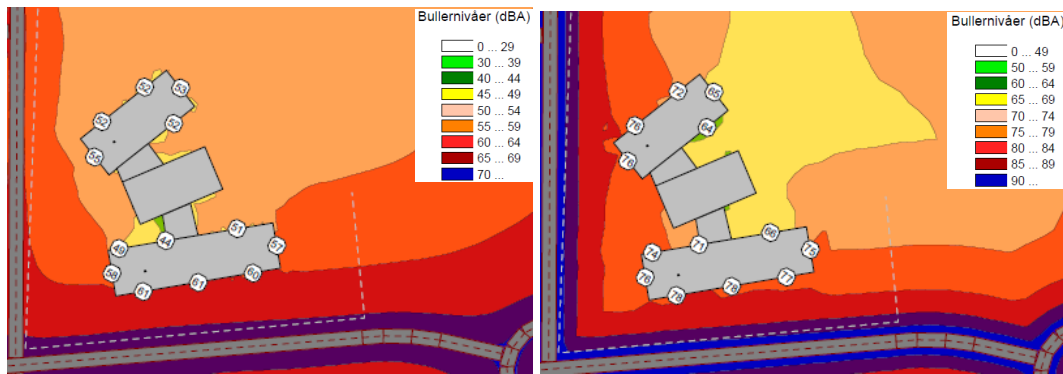 Bullernivåer (dBA)
0 ... 29
30 ... 39
40 ... 44
45 ... 49
50 ... 54
55 ... 59
60 ... 64
65 ... 69
70 ...
52
53
52
52
55
51
49
44
57
58
60
61
61
Bullernivåer (dBA)
0 ... 49
50 ... 59
60 ... 64
65 ... 69
70 ... 74
75 ... 79
80 ... 84
85 ... 89
90 ...
72
65
76
64
76
66
71
74
75
76
77
78
78